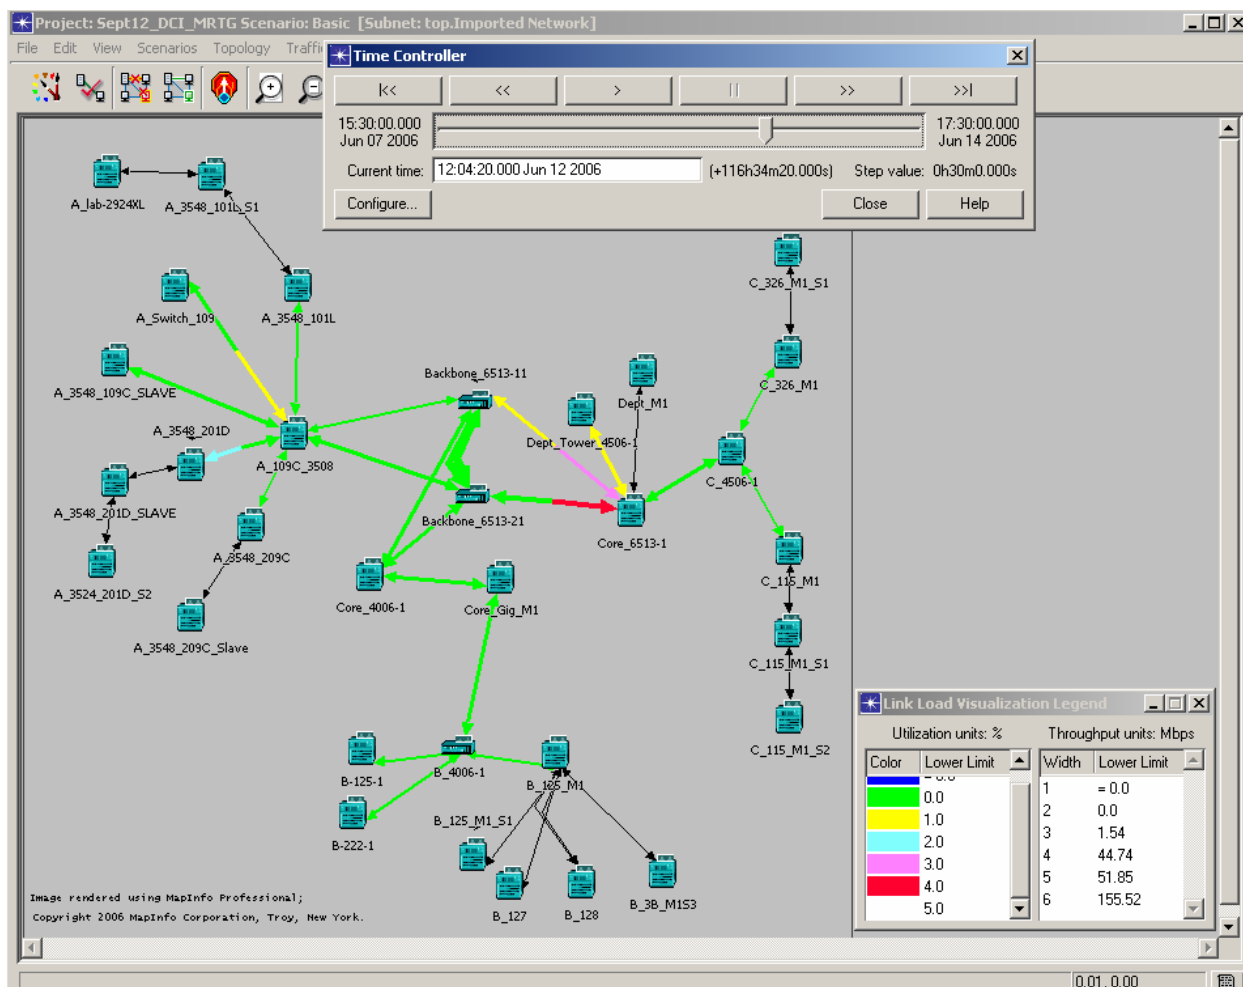 Project: Sept12_DCI_MRTG Scenario: Basic [Subnet: top.Imported Network]
File Edit View Scenarios Topology Traffi
Time Controller
|<< << > || >> >>|
15:30:00.000 17:30:00.000
Jun 07 2006 Jun 14 2006
Current time: 12:04:20.000 Jun 12 2006 (+116h34m20.000s) Step value: 0h30m0.000s
Configure... Close Help
A_lab-2924XL A_3548_101L_S1
C_326_M1_S1
A_Switch_109 A_3548_101L
Backbone_6513-11
A_3548_109C_SLAVE C_326_M1
Dept_M1
A_3548_201D Dept_Tower_4506-1
A_109C_3508
C_4506-1
A_3548_201D_SLAVE Backbone_6513-21
Core_6513-1
A_3548_209C
C_115_M1
A_3524_201D_S2 Core_4006-1 Core_Gig_M1
A_3548_209C_Slave
C_115_M1_S1
Link Load Visualization Legend
Utilization units: % Throughput units: Mbps
Color Lower Limit Width Lower Limit
= 0.0 1 = 0.0
0.0 2 0.0
1.0 3 1.54
2.0 4 44.74
3.0 5 51.85
4.0 6 155.52
5.0
C_115_M1_S2
B-125-1 B_4006-1 B_125_M1
B_125_M1_S1
B-222-1
B_127 B_128 B_3B_M1S3
Image rendered using MapInfo Professional;
Copyright 2006 MapInfo Corporation, Troy, New York.
0.01, 0.00